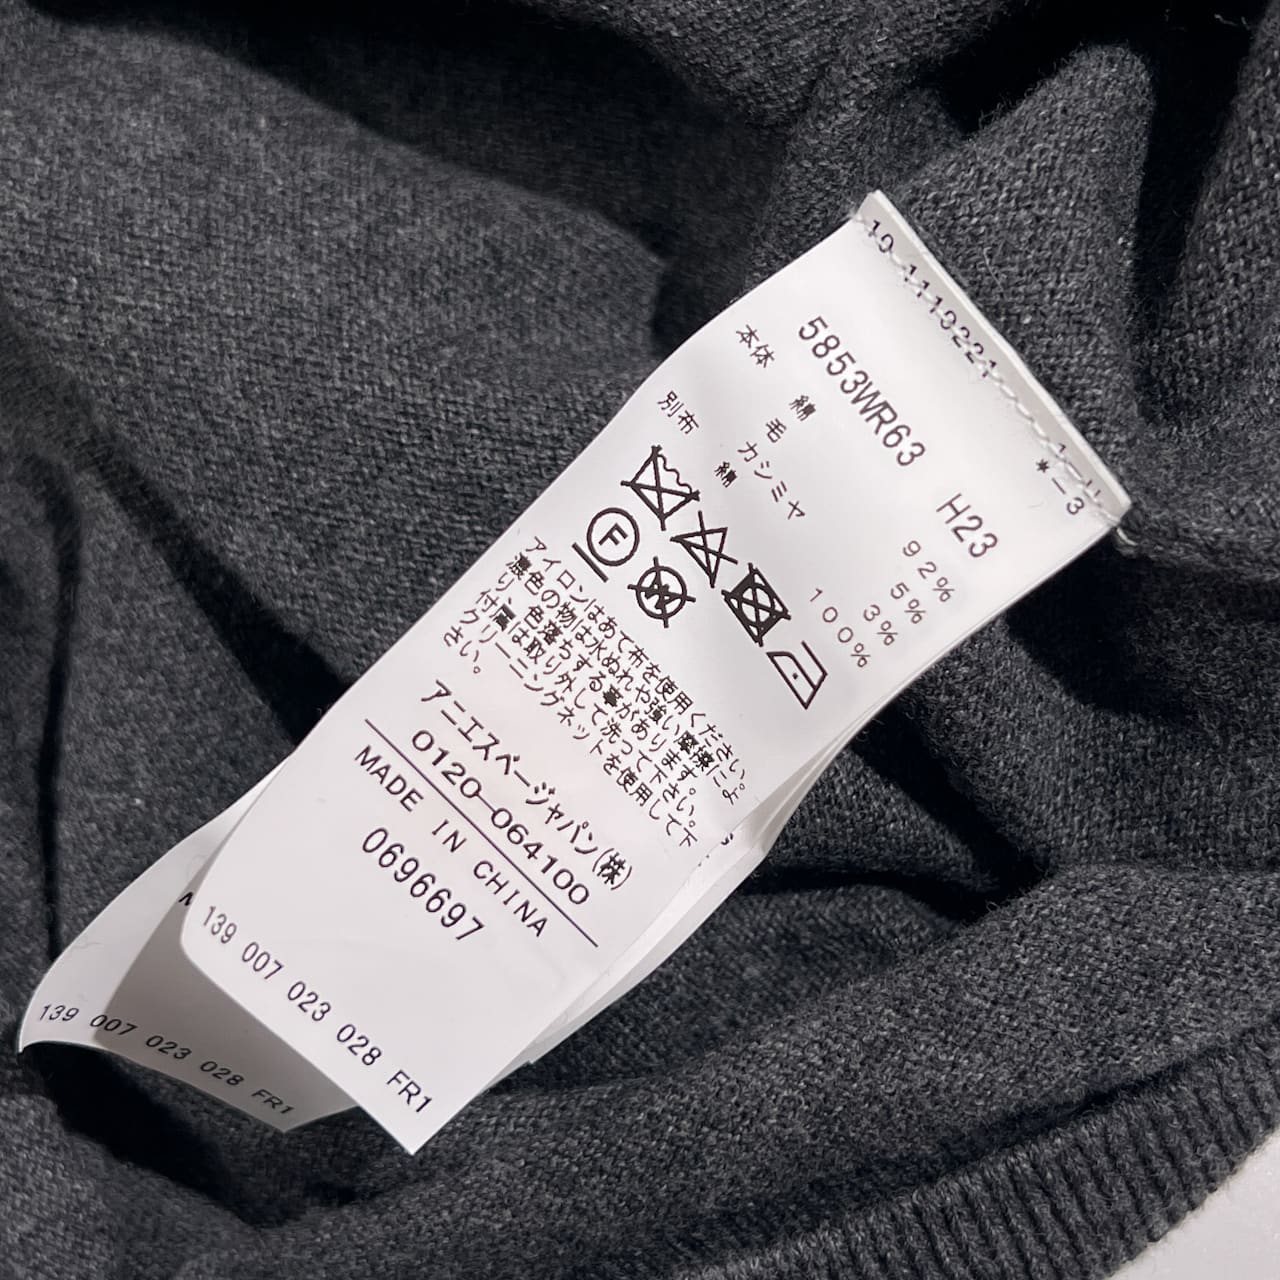 5853WR63 H23
本体 綿 92%
毛 5%
カシミヤ 3%
別布 綿 100%
F
W
アイロンはあて布を使用ください。
濃色の物は水ぬれや強い摩擦によ
り、色落ちする事があります。
付属は取り外して洗って下さい。
クリーニングネットを使用して下
さい。
アニエスベージャパン(株)
0120-064100
MADE IN CHINA
0696697
139 007 023 028 FR1
139 007 023 028 FR1